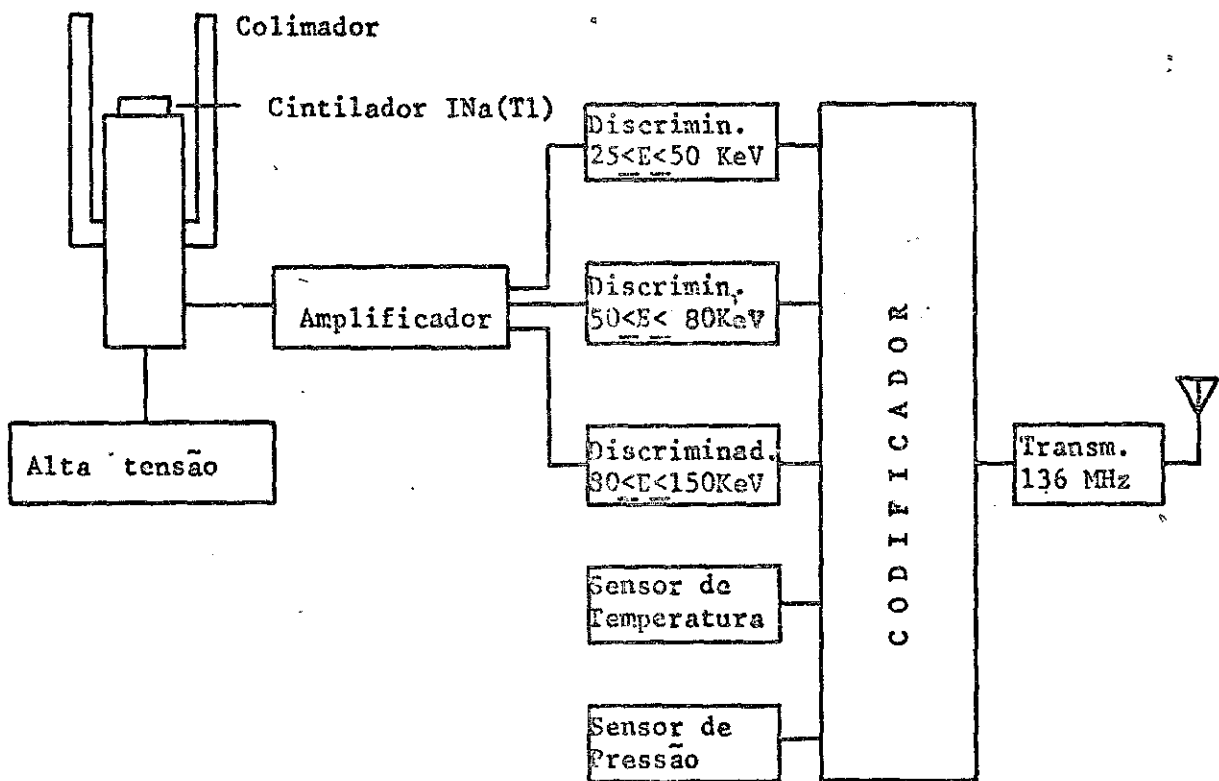 Colimador
Cintilador INa(Tl)
Discrimin.
25<E<50 KeV
Discrimin.
50<E< 80KeV
Amplificador
Alta tensão
Discriminad.
80<E<150KeV
Sensor de
Temperatura
Sensor de
Pressão
CODIFICADOR
Transm.
136 MHz